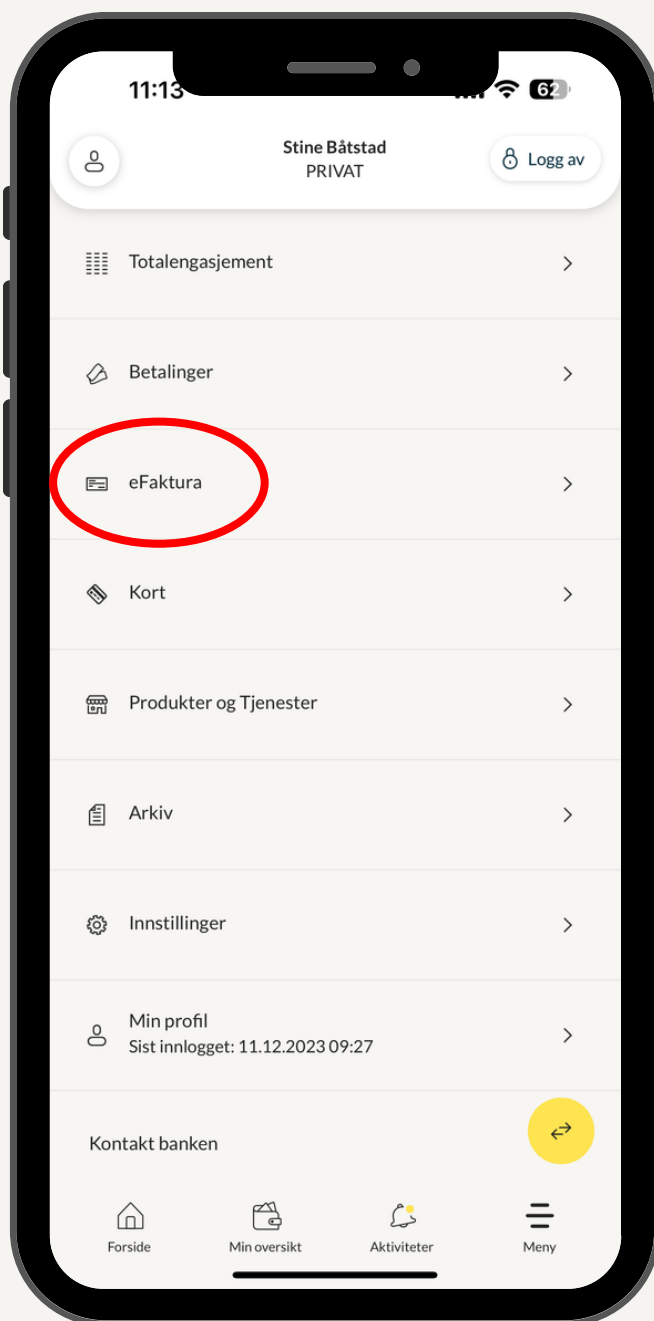 11:13
62
Stine Båtstad
PRIVAT
Logg av
Totalengasjement
Betalinger
eFaktura
Kort
Produkter og Tjenester
Arkiv
Innstillinger
Min profil
Sist innlogget: 11.12.2023 09:27
Kontakt banken
Forside
Min oversikt
Aktiviteter
Meny